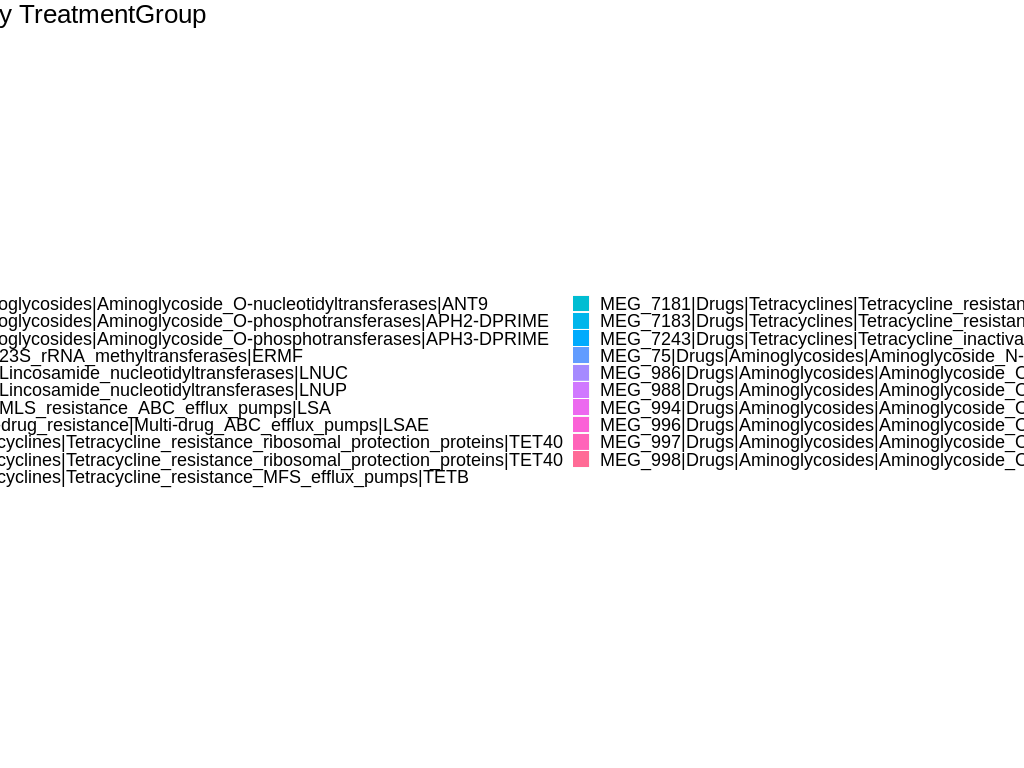 y TreatmentGroup
oglycosides|Aminoglycoside_O-nucleotidyltransferases|ANT9
oglycosides|Aminoglycoside_O-phosphotransferases|APH2-DPRIME
oglycosides|Aminoglycoside_O-phosphotransferases|APH3-DPRIME
23S_rRNA_methyltransferases|ERMF
Lincosamide_nucleotidyltransferases|LNUC
Lincosamide_nucleotidyltransferases|LNUP
MLS_resistance_ABC_efflux_pumps|LSA
drug_resistance|Multi-drug_ABC_efflux_pumps|LSAE
cyclines|Tetracycline_resistance_ribosomal_protection_proteins|TET40
cyclines|Tetracycline_resistance_ribosomal_protection_proteins|TET40
cyclines|Tetracycline_resistance_MFS_efflux_pumps|TETB
MEG_7181|Drugs|Tetracyclines|Tetracycline_resistan
MEG_7183|Drugs|Tetracyclines|Tetracycline_resistan
MEG_7243|Drugs|Tetracyclines|Tetracycline_inactiva
MEG_75|Drugs|Aminoglycosides|Aminoglycoside_N-
MEG_986|Drugs|Aminoglycosides|Aminoglycoside_O
MEG_988|Drugs|Aminoglycosides|Aminoglycoside_O
MEG_994|Drugs|Aminoglycosides|Aminoglycoside_O
MEG_996|Drugs|Aminoglycosides|Aminoglycoside_O
MEG_997|Drugs|Aminoglycosides|Aminoglycoside_O
MEG_998|Drugs|Aminoglycosides|Aminoglycoside_O